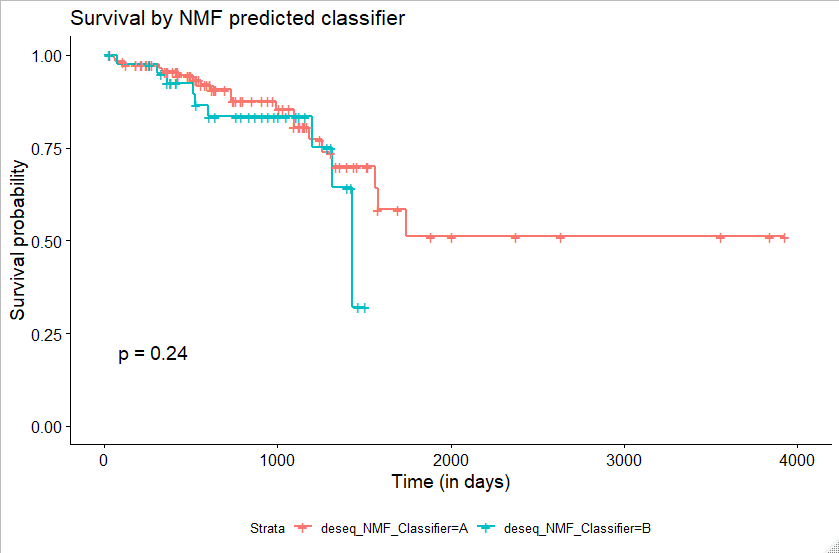 Survival by NMF predicted classifier
Survival probability
1.00
0.75
0.50
0.25
0.00
p = 0.24
0 1000 2000 3000 4000
Time (in days)
Strata deseq_NMF_Classifier=A deseq_NMF_Classifier=B